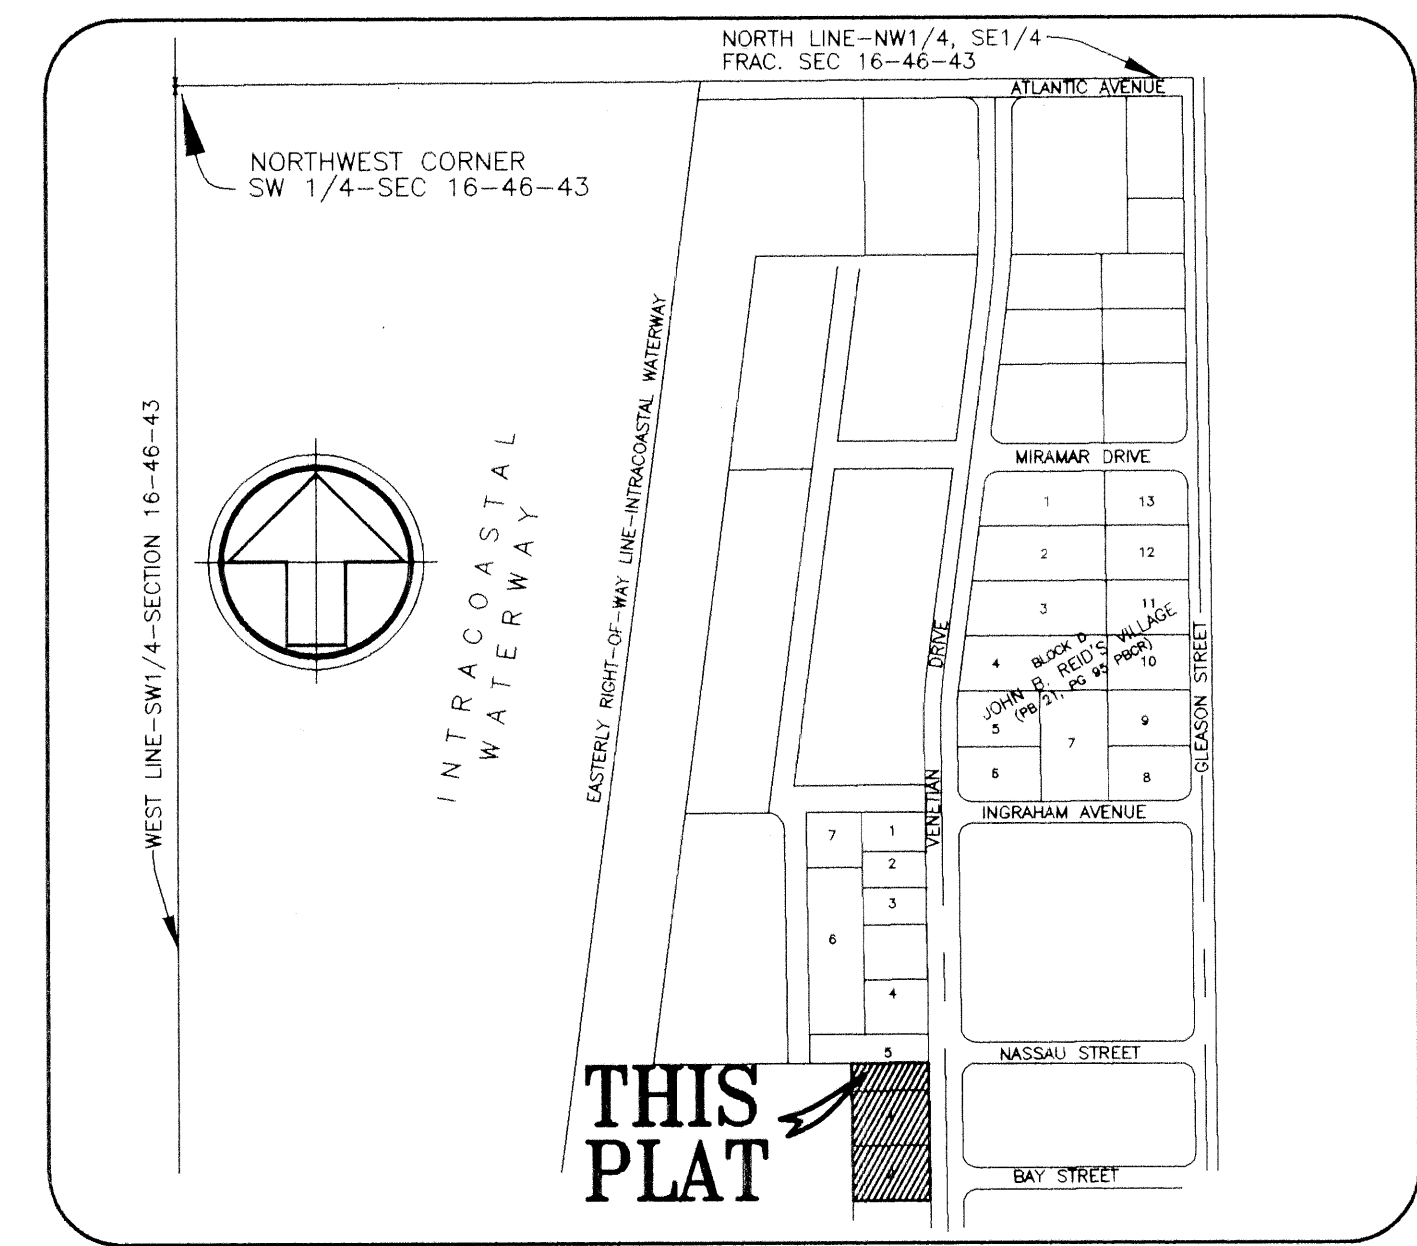 NORTH LINE-NW1/4, SE1/4
FRAC. SEC 16-46-43
ATLANTIC AVENUE
NORTHWEST CORNER
SW 1/4-SEC 16-46-43
WEST LINE-SW1/4-SECTION 16-46-43
INTRACOASTAL
WATERWAY
EASTERLY RIGHT-OF-WAY LINE-INTRACOASTAL WATERWAY
MIRAMAR DRIVE
1
13
2
12
3
11
4
BLOCK D
JOHN B. REID'S VILLAGE
(PB 21, PG 95 PBCR)
10
5
9
7
6
8
GLEASON STREET
VENETIAN DRIVE
INGRAHAM AVENUE
7
1
2
3
6
4
5
NASSAU STREET
THIS
PLAT
BAY STREET